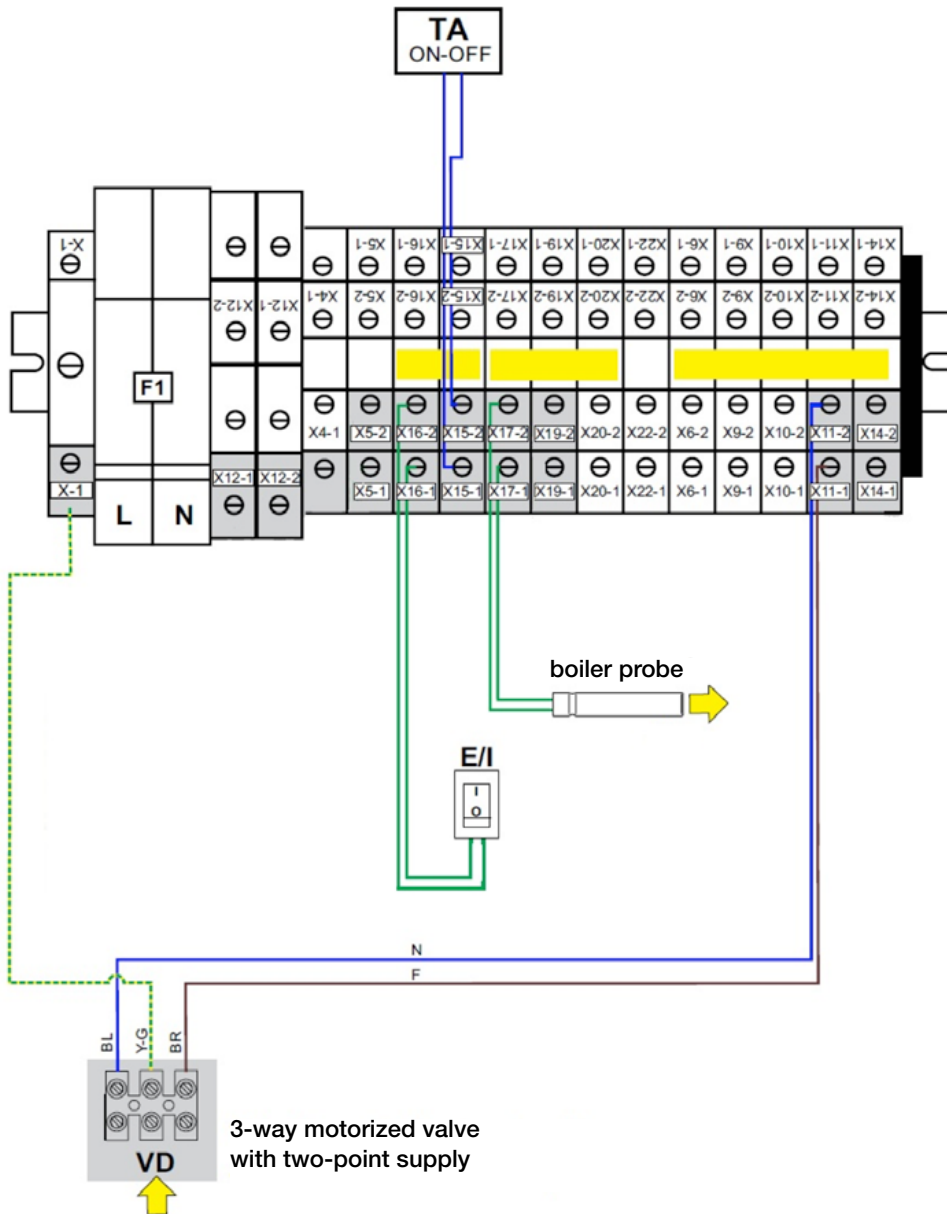 TA
ON-OFF
X-1
X5-1 X16-1 X15-1 X17-1 X19-1 X20-1 X22-1 X6-1 X9-1 X10-1 X11-1 X14-1
X12-2 X12-1 X4-1 X5-2 X16-2 X15-2 X17-2 X19-2 X20-2 X22-2 X6-2 X9-2 X10-2 X11-2 X14-2
F1
X4-1 X5-2 X16-2 X15-2 X17-2 X19-2 X20-2 X22-2 X6-2 X9-2 X10-2 X11-2 X14-2
X-1 L N X12-1 X12-2 X5-1 X16-1 X15-1 X17-1 X19-1 X20-1 X22-1 X6-1 X9-1 X10-1 X11-1 X14-1
boiler probe
E/I
I
O
N
F
BL Y-G BR
3-way motorized valve
with two-point supply
VD